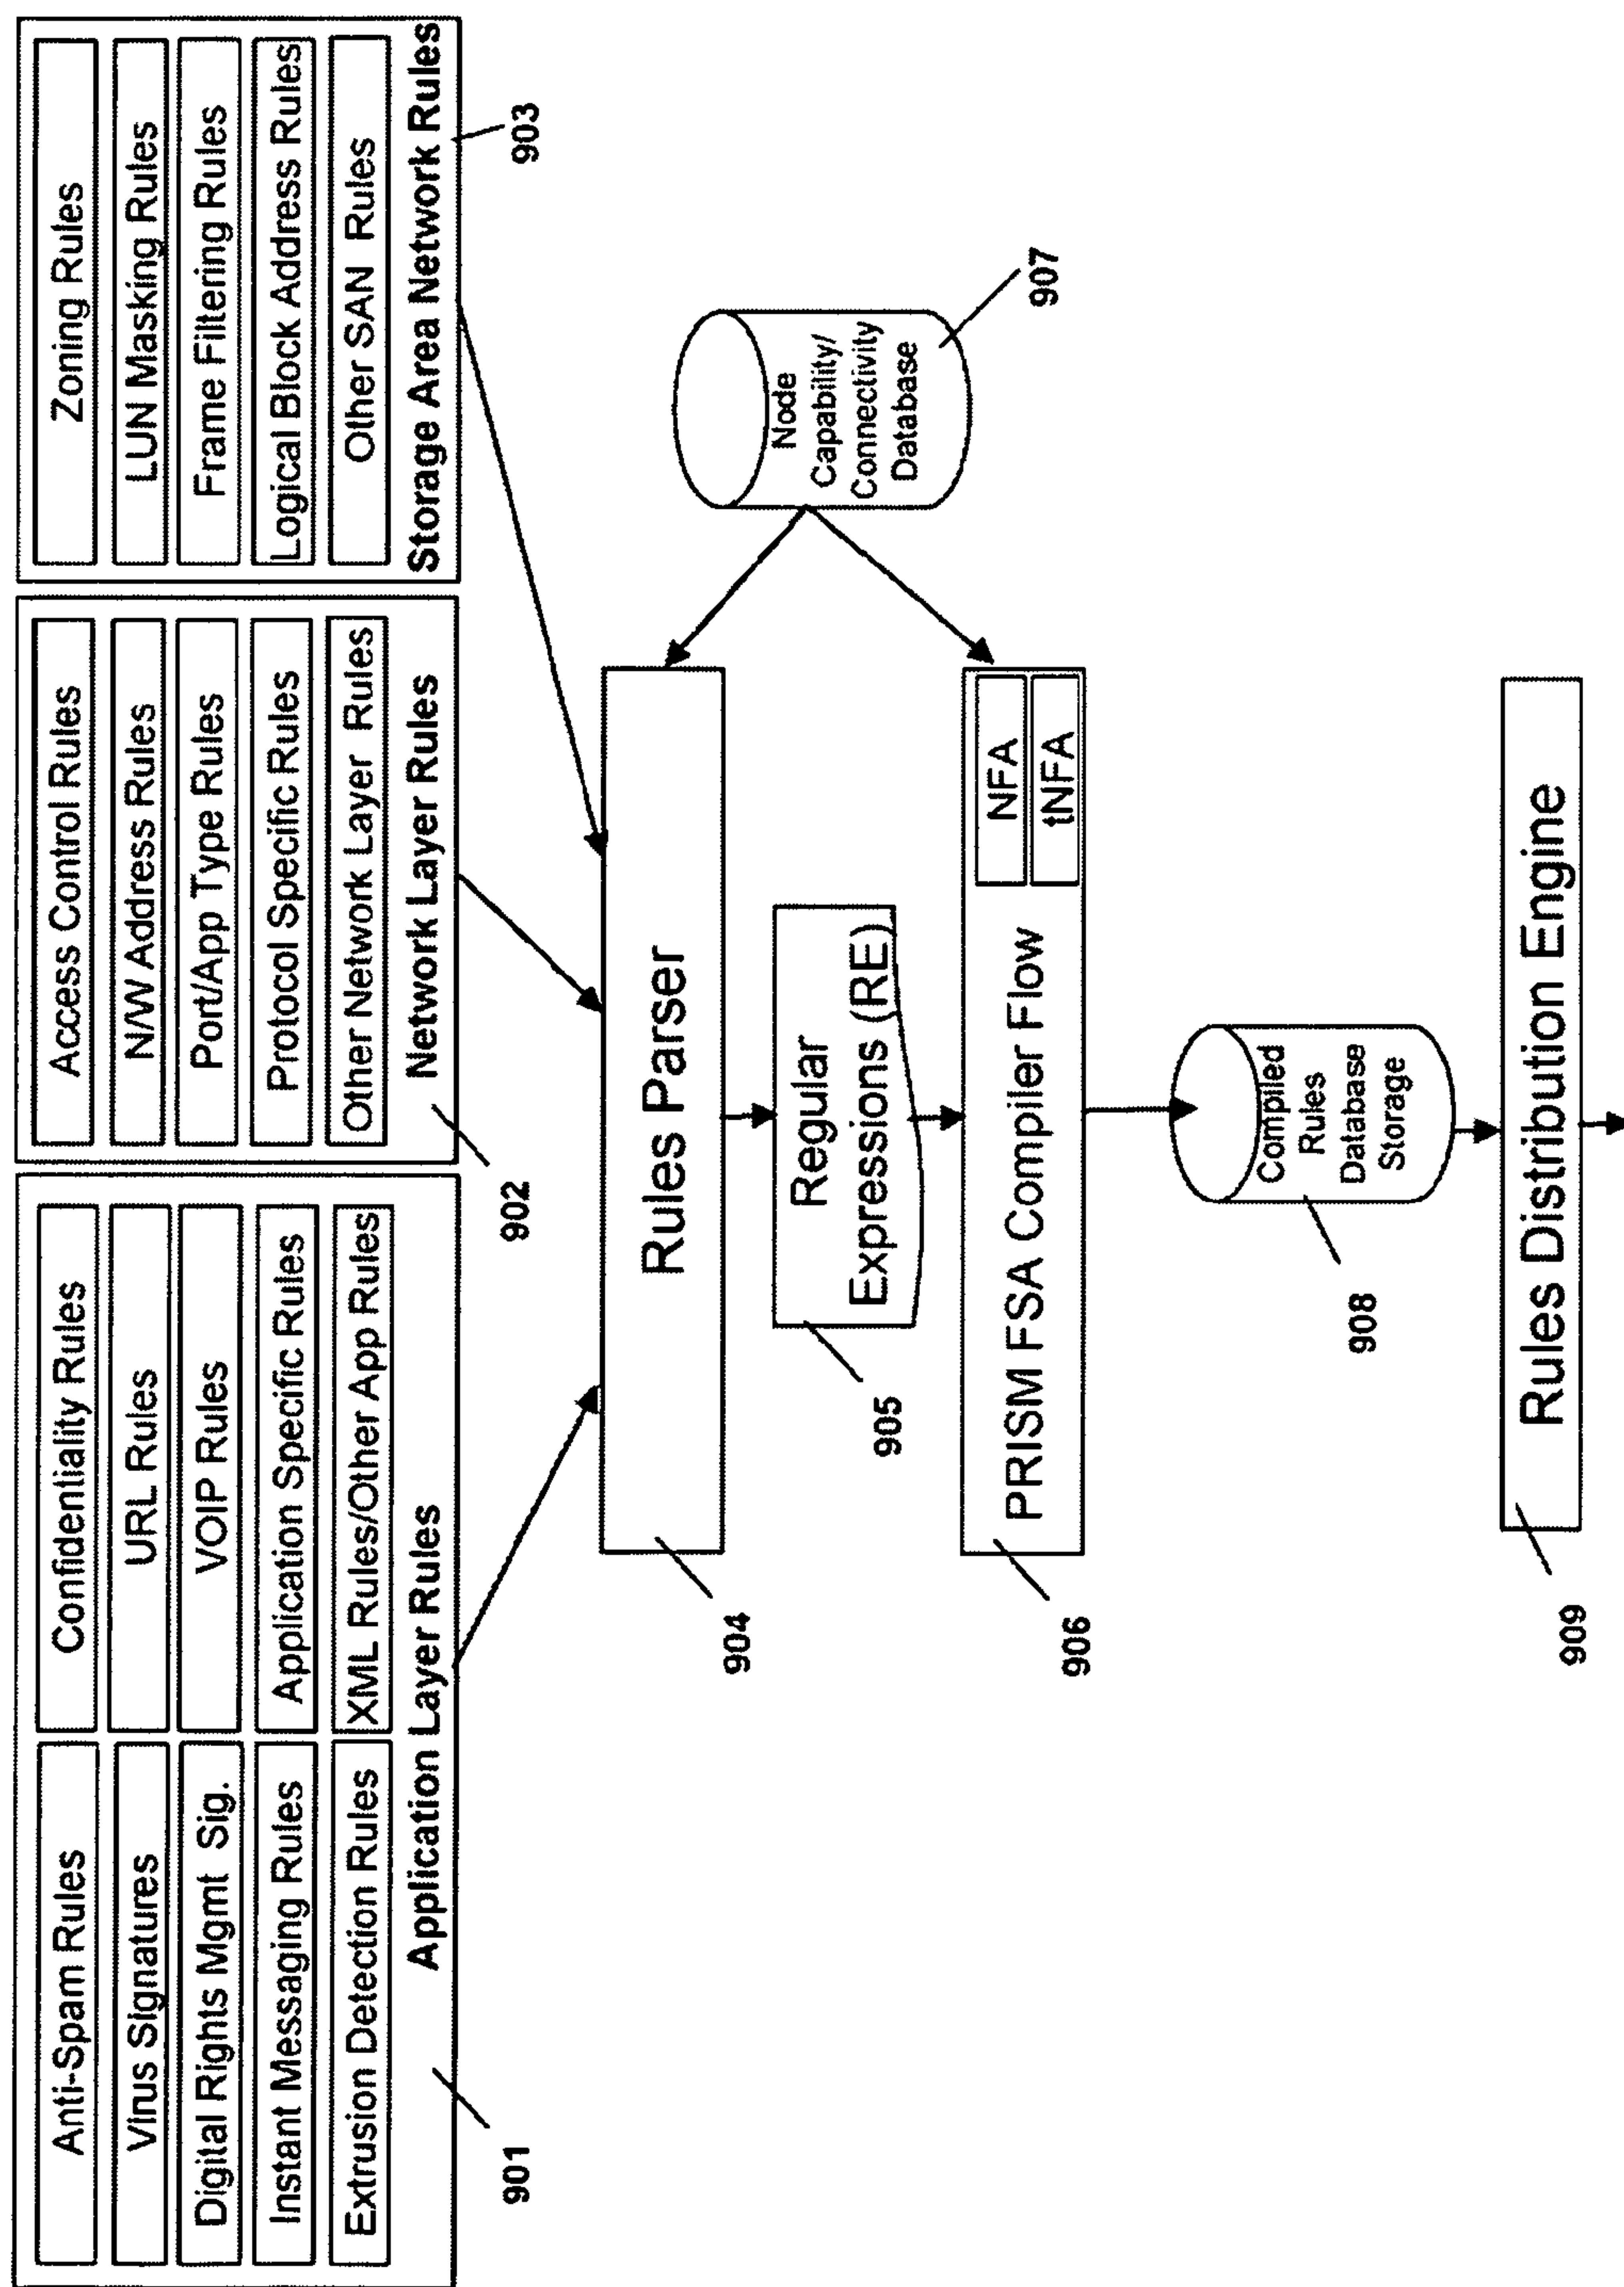 Anti-Spam Rules
Virus Signatures
Digital Rights Mgmt Sig.
Instant Messaging Rules
Extrusion Detection Rules
Confidentiality Rules
URL Rules
VOIP Rules
Application Specific Rules
XML Rules/Other App Rules
Application Layer Rules
901
Access Control Rules
N/W Address Rules
Port/App Type Rules
Protocol Specific Rules
Other Network Layer Rules
Network Layer Rules
902
Zoning Rules
LUN Masking Rules
Frame Filtering Rules
Logical Block Address Rules
Other SAN Rules
Storage Area Network Rules
903
Rules Parser
904
Regular
Expressions (RE)
905
Node
Capability/
Connectivity
Database
907
PRISM FSA Compiler Flow
NFA
tNFA
906
Compiled
Rules
Database
Storage
908
Rules Distribution Engine
909